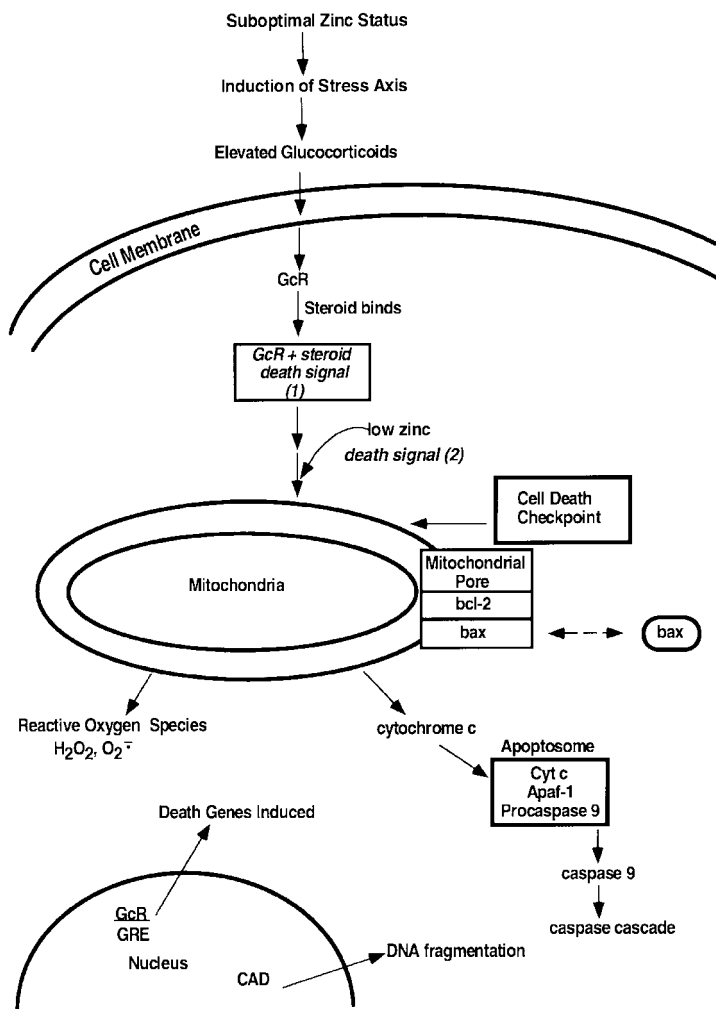 Suboptimal Zinc Status
Induction of Stress Axis
Elevated Glucocorticoids
Cell Membrane
GcR
Steroid binds
GcR + steroid
death signal
(1)
low zinc
death signal (2)
Cell Death
Checkpoint
Mitochondria
Mitochondrial
Pore
bcl-2
bax
bax
Reactive Oxygen Species
H₂O₂, O₂⁻̣
cytochrome c
Apoptosome
Cyt c
Apaf-1
Procaspase 9
caspase 9
caspase cascade
Death Genes Induced
GcR
GRE
Nucleus
CAD
DNA fragmentation